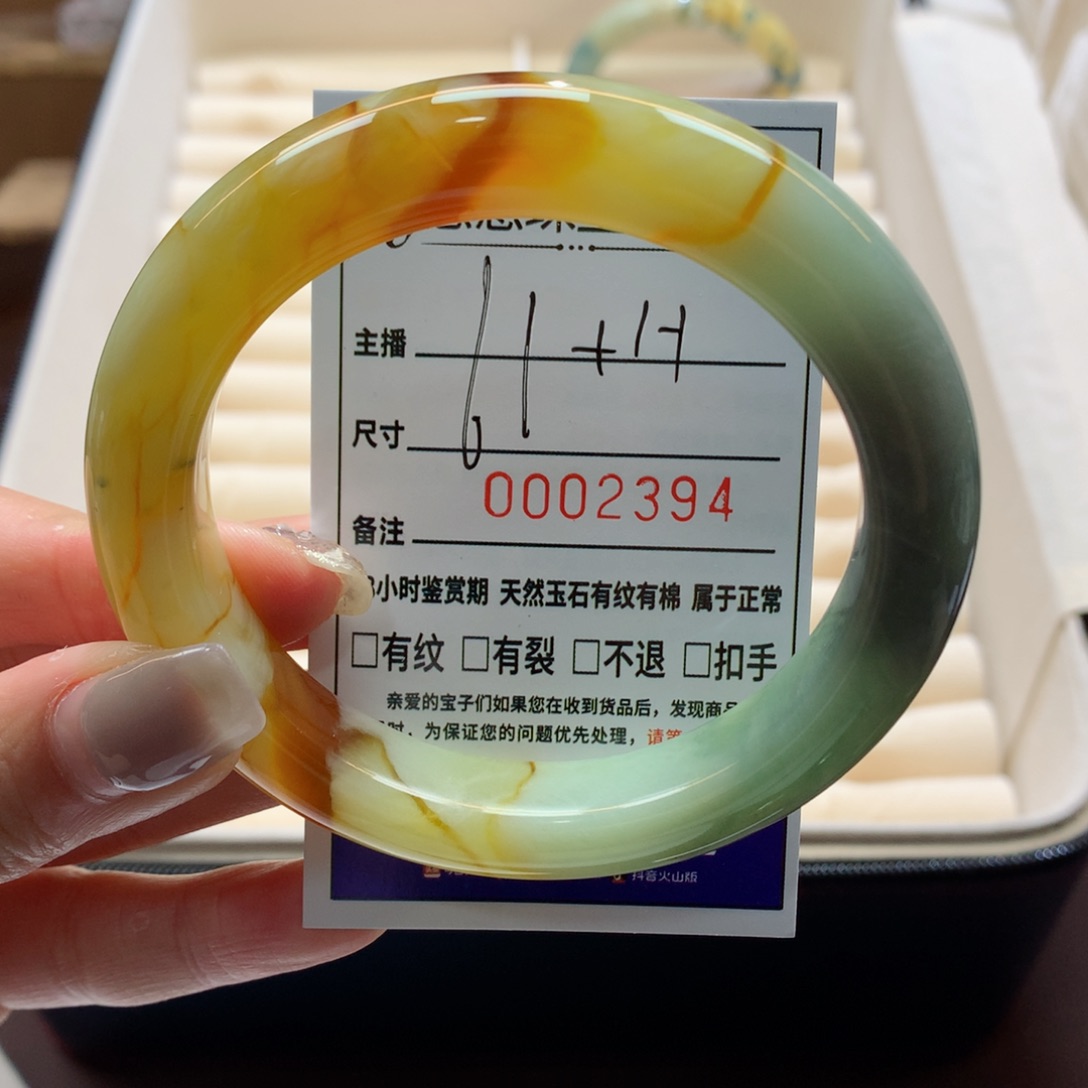 主播
尺寸
0002394
备注
小时鉴赏期 天然玉石有纹有棉 属于正常
□有纹 □有裂 □不退 □扣手
亲爱的宝子们如果您在收到货品后，发现商品
时，为保证您的问题优先处理，请
抖音火山版